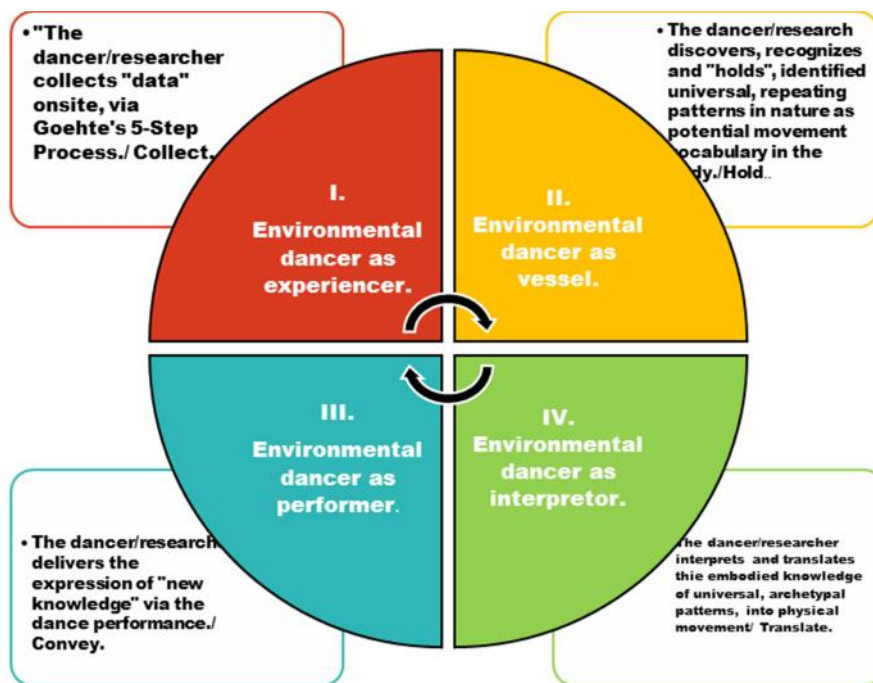 • "The
dancer/researcher
collects "data"
onsite, via
Goehte's 5-Step
Process./ Collect.
• The dancer/research
discovers, recognizes
and "holds", identified
universal, repeating
patterns in nature as
potential movement
vocabulary in the
dy./Hold..
I.
Environmental
dancer as
experiencer.
II.
Environmental
dancer as
vessel.
III.
Environmental
dancer as
performer.
IV.
Environmental
dancer as
interpretor.
• The dancer/research
delivers the
expression of "new
knowledge" via the
dance performance./
Convey.
The dancer/researcher
interprets and translates
thie embodied knowledge
of universal, archetypal
patterns, into physical
movement/ Translate.